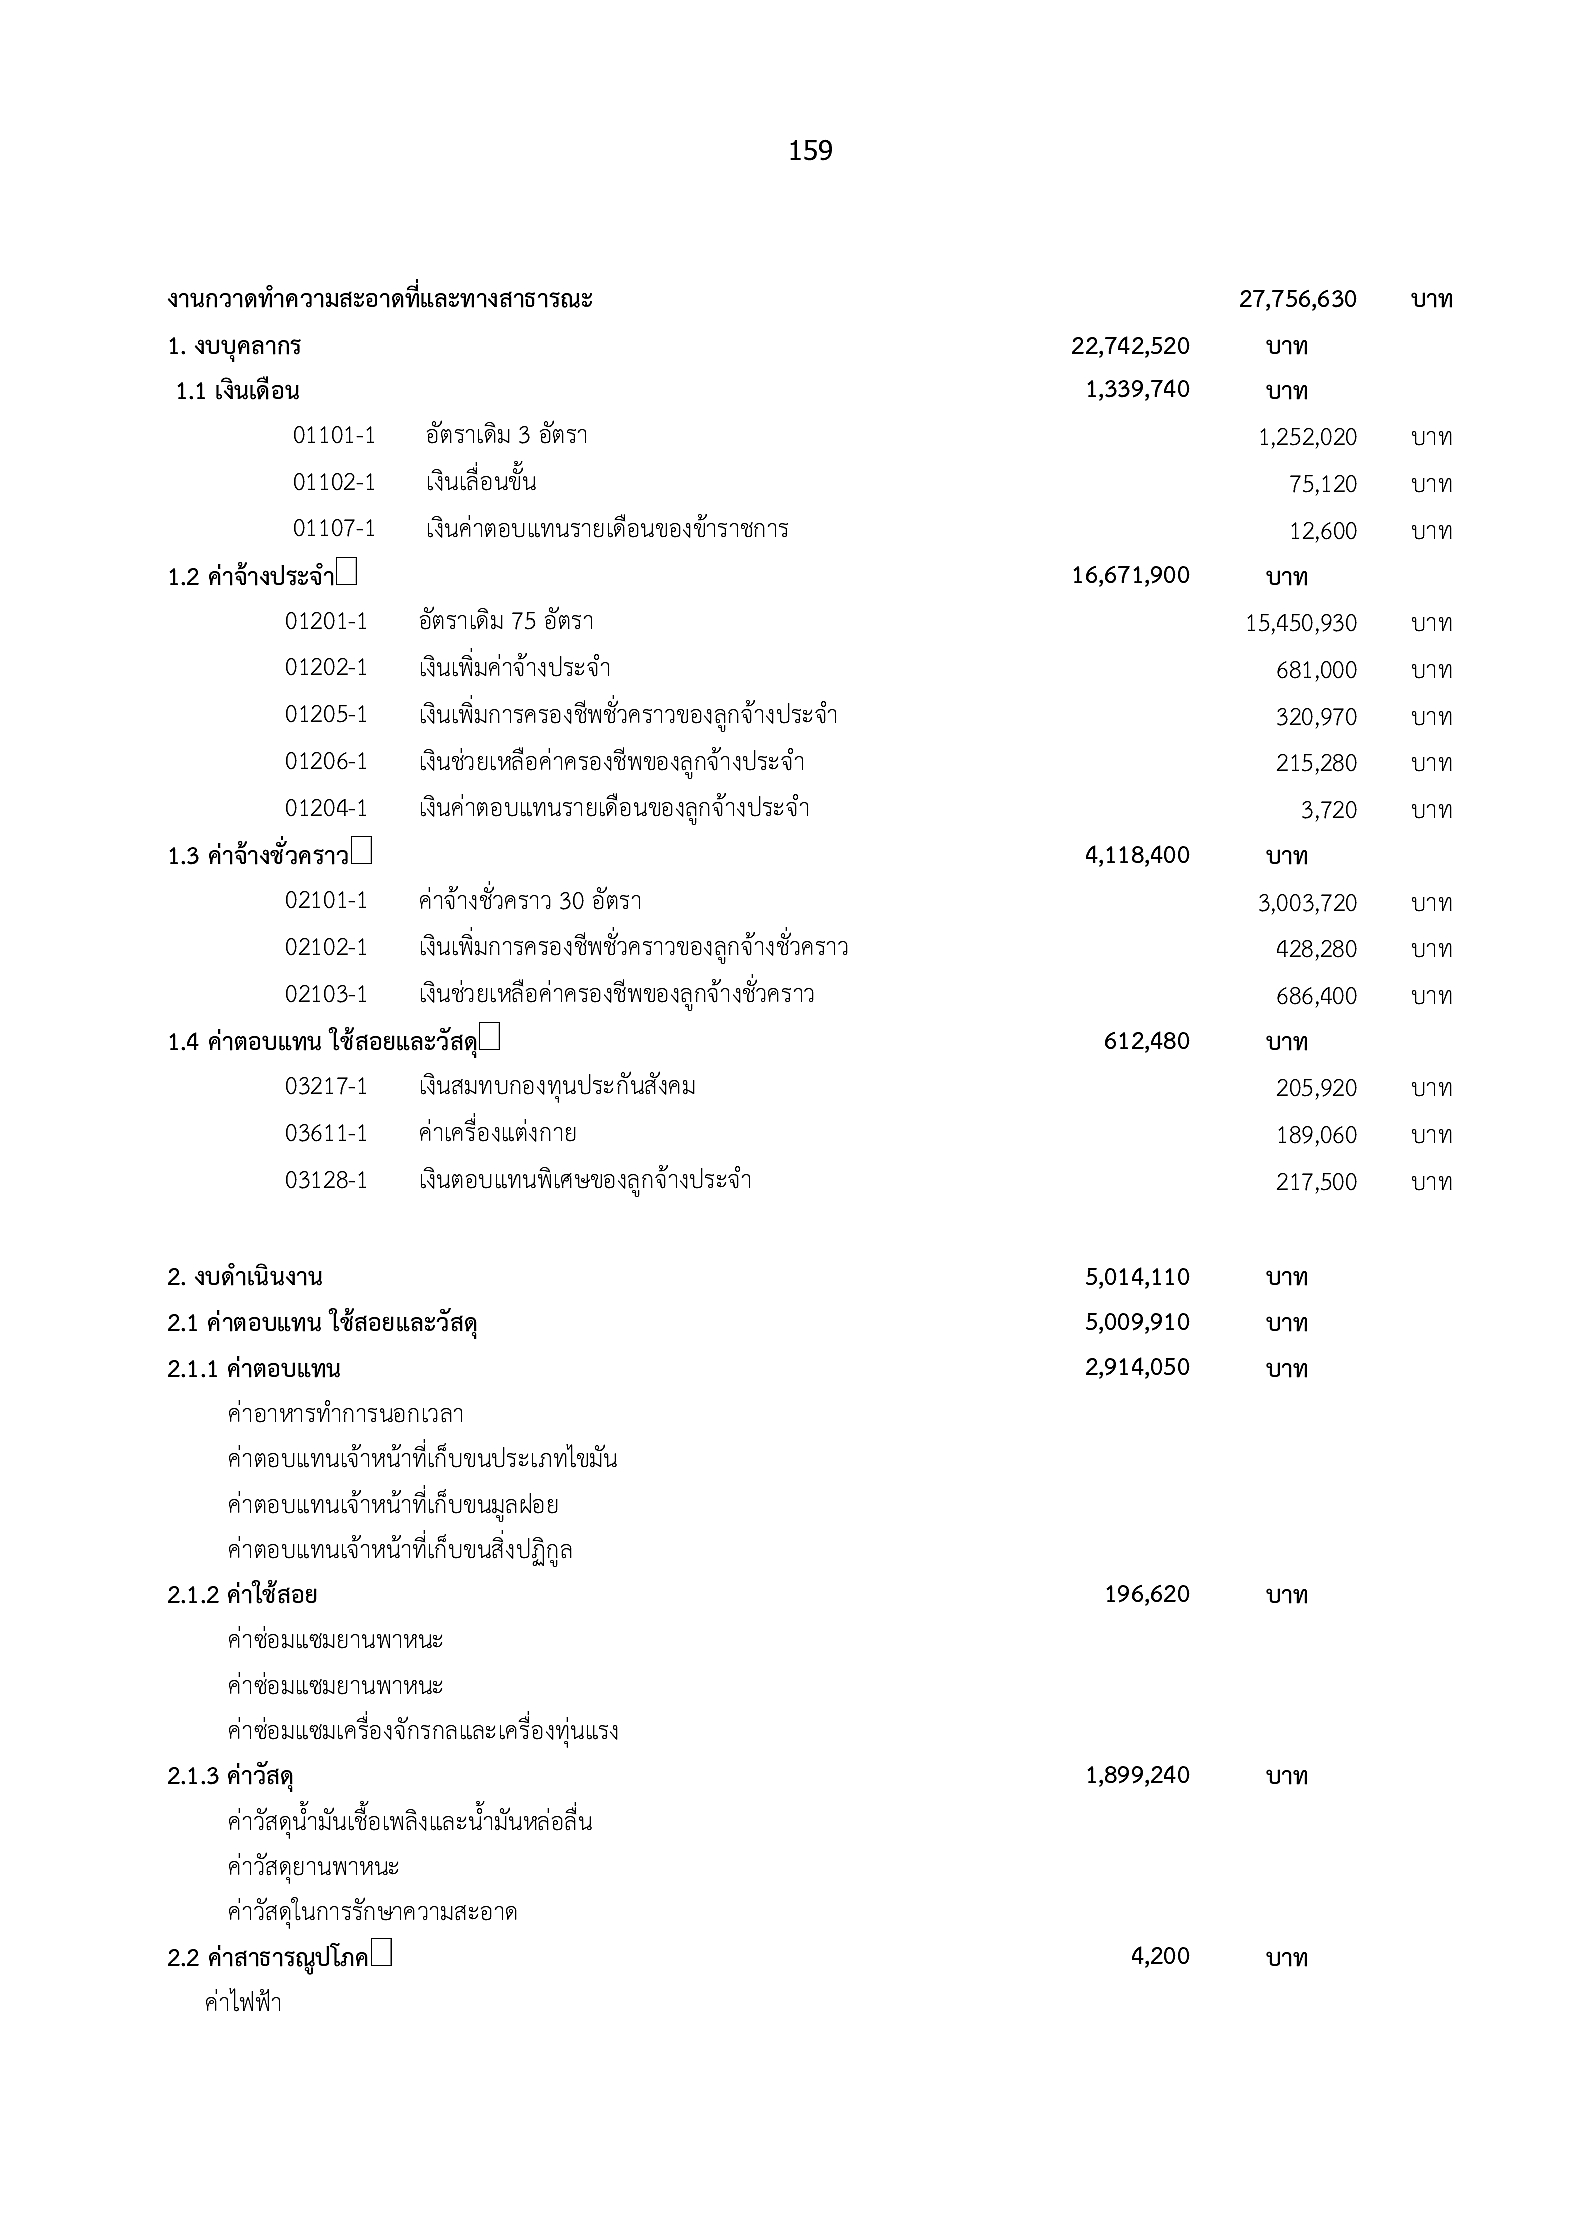 159
งานกวาดทำความสะอาดที่และทางสาธารณะ 27,756,630 บาท
1. งบบุคลากร 22,742,520 บาท
1.1 เงินเดือน 1,339,740 บาท
01101-1 อัตราเดิม 3 อัตรา 1,252,020 บาท
01102-1 เงินเลื่อนขั้น 75,120 บาท
01107-1 เงินค่าตอบแทนรายเดือนของข้าราชการ 12,600 บาท
1.2 ค่าจ้างประจำ 16,671,900 บาท
01201-1 อัตราเดิม 75 อัตรา 15,450,930 บาท
01202-1 เงินเพิ่มค่าจ้างประจำ 681,000 บาท
01205-1 เงินเพิ่มการครองชีพชั่วคราวของลูกจ้างประจำ 320,970 บาท
01206-1 เงินช่วยเหลือค่าครองชีพของลูกจ้างประจำ 215,280 บาท
01204-1 เงินค่าตอบแทนรายเดือนของลูกจ้างประจำ 3,720 บาท
1.3 ค่าจ้างชั่วคราว 4,118,400 บาท
02101-1 ค่าจ้างชั่วคราว 30 อัตรา 3,003,720 บาท
02102-1 เงินเพิ่มการครองชีพชั่วคราวของลูกจ้างชั่วคราว 428,280 บาท
02103-1 เงินช่วยเหลือค่าครองชีพของลูกจ้างชั่วคราว 686,400 บาท
1.4 ค่าตอบแทน ใช้สอยและวัสดุ 612,480 บาท
03217-1 เงินสมทบกองทุนประกันสังคม 205,920 บาท
03611-1 ค่าเครื่องแต่งกาย 189,060 บาท
03128-1 เงินตอบแทนพิเศษของลูกจ้างประจำ 217,500 บาท
2. งบดำเนินงาน 5,014,110 บาท
2.1 ค่าตอบแทน ใช้สอยและวัสดุ 5,009,910 บาท
2.1.1 ค่าตอบแทน 2,914,050 บาท
ค่าอาหารทำการนอกเวลา
ค่าตอบแทนเจ้าหน้าที่เก็บขนประเภทไขมัน
ค่าตอบแทนเจ้าหน้าที่เก็บขนมูลฝอย
ค่าตอบแทนเจ้าหน้าที่เก็บขนสิ่งปฏิกูล
2.1.2 ค่าใช้สอย 196,620 บาท
ค่าซ่อมแซมยานพาหนะ
ค่าซ่อมแซมยานพาหนะ
ค่าซ่อมแซมเครื่องจักรกลและเครื่องทุ่นแรง
2.1.3 ค่าวัสดุ 1,899,240 บาท
ค่าวัสดุน้ำมันเชื้อเพลิงและน้ำมันหล่อลื่น
ค่าวัสดุยานพาหนะ
ค่าวัสดุในการรักษาความสะอาด
2.2 ค่าสาธารณูปโภค 4,200 บาท
ค่าไฟฟ้า